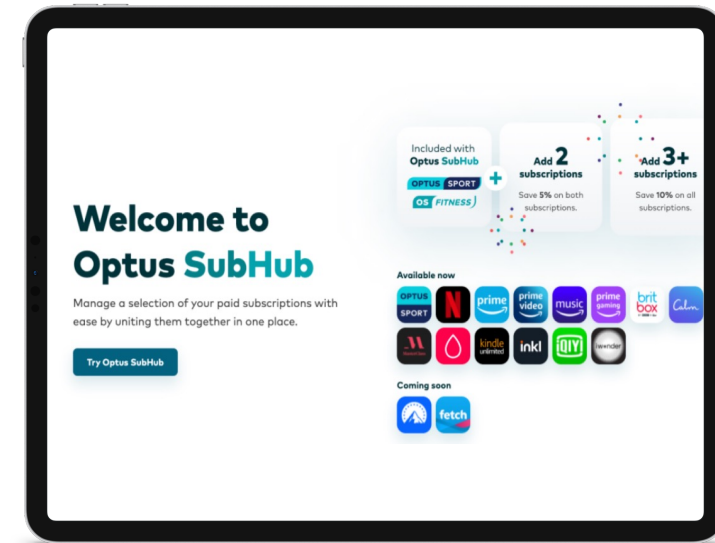 Welcome to
Optus SubHub
Manage a selection of your paid subscriptions with
ease by uniting them together in one place.
Try Optus SubHub
Included with
Optus SubHub
OPTUS SPORT
OS FITNESS
+
Add 2
subscriptions
Save 5% on both
subscriptions.
Add 3+
subscriptions
Save 10% on all
subscriptions.
Available now
OPTUS
SPORT
N
prime
prime
video
music
prime
gaming
brit
box
Calm
kindle
unlimited
inkl
QIY
iwonder
Coming soon
fetch